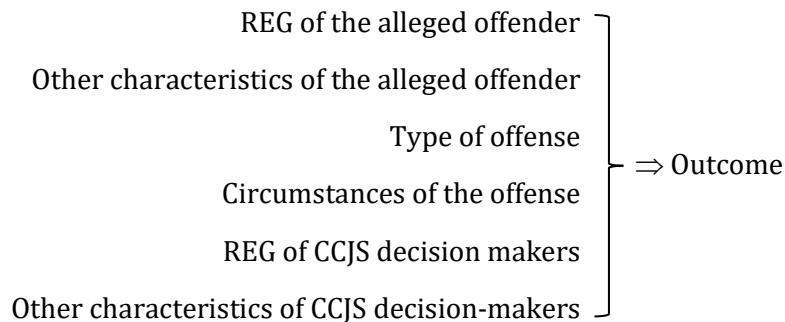 REG of the alleged offender
Other characteristics of the alleged offender
Type of offense
⇒ Outcome
Circumstances of the offense
REG of CCJS decision makers
Other characteristics of CCJS decision-makers